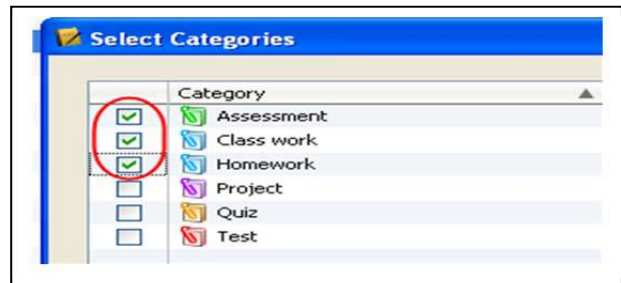 Select Categories
Category
Assessment
Class work
Homework
Project
Quiz
Test